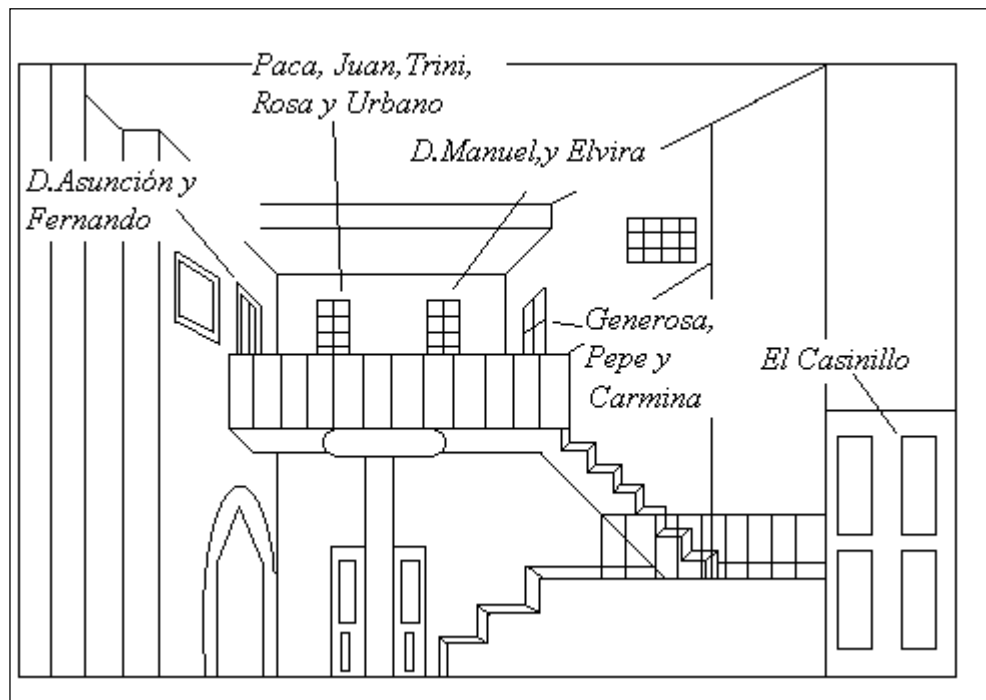 Paca, Juan,Trini,
Rosa y Urbano
D.Manuel,y Elvira
D.Asunción y
Fernando
Generosa,
Pepe y
Carmina
El Casinillo